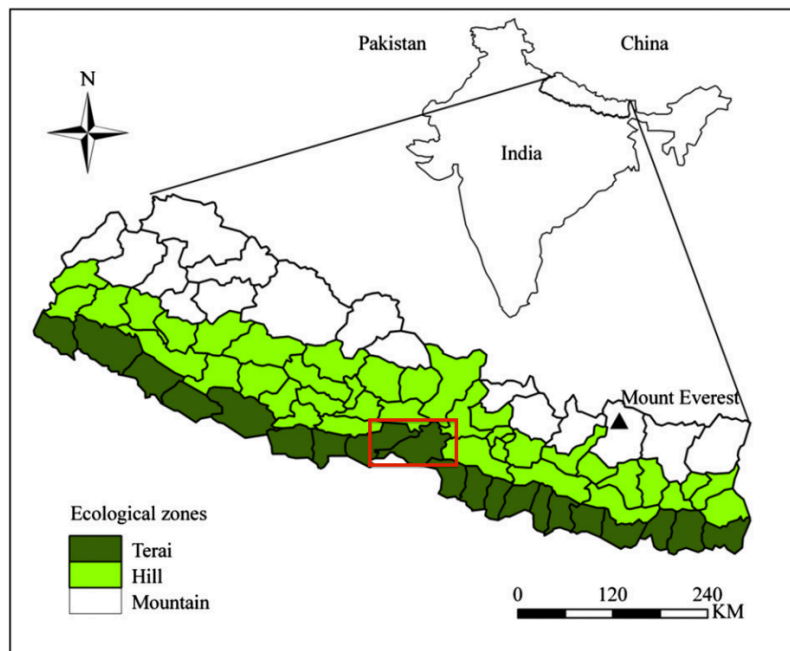 Pakistan
China
N
India
Mount Everest
Ecological zones
Terai
Hill
Mountain
0
120
240
KM